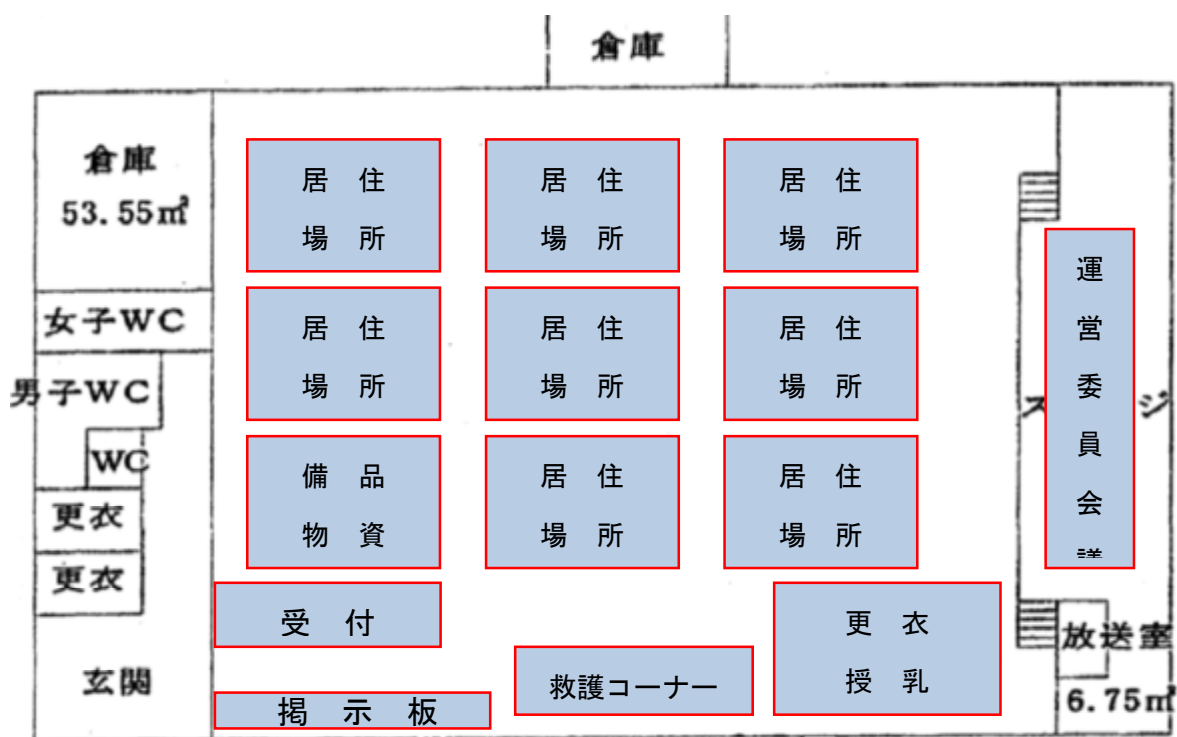 倉庫
倉庫
53.55㎡
居 住
場 所
居 住
場 所
居 住
場 所
運
営
委
員
会
女子WC
居 住
場 所
居 住
場 所
居 住
場 所
男子WC
ス
ジ
WC
備 品
物 資
居 住
場 所
居 住
場 所
更衣
更衣
受 付
更 衣
授 乳
放送室
6.75㎡
玄関
救護コーナー
掲 示 板